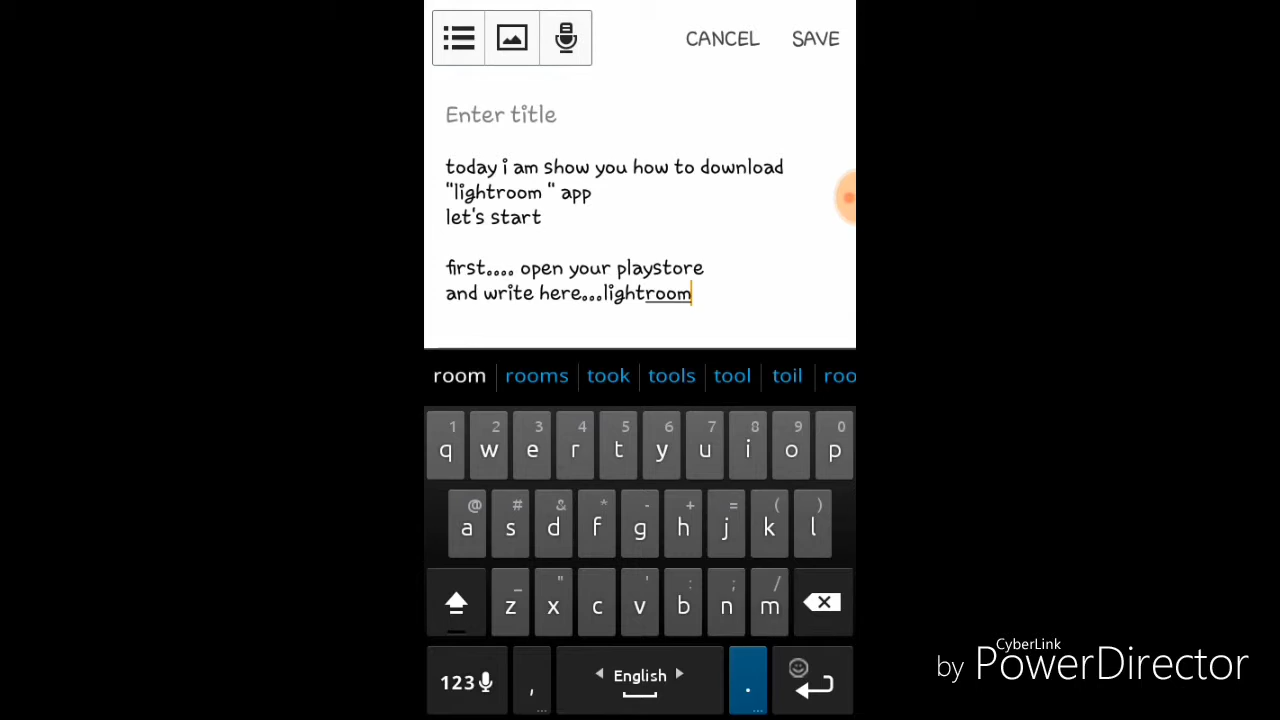 CANCEL SAVE
Enter title
today i am show you how to download
"lightroom " app
let's start
first.... open your playstore
and write here...lightroom
room rooms took tools tool toil roo
1 2 3 4 5 6 7 8 9 0
q w e r t y u i o p
@ # & * - + = ( )
a s d f g h j k l
_ " ' : ; /
z x c v b n m
123 , English . ...
CyberLink
by PowerDirector